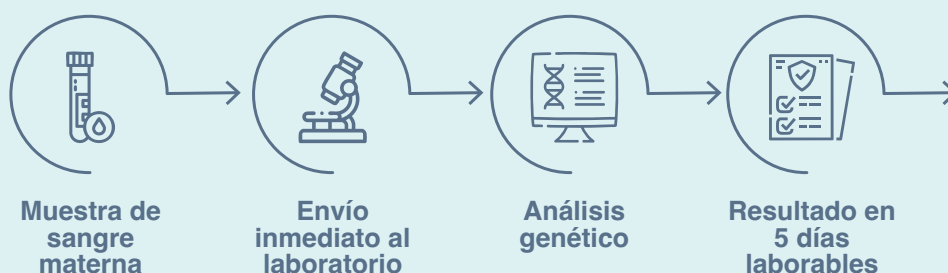 Muestra de
sangre
materna
Envío
inmediato al
laboratorio
Análisis
genético
Resultado en
5 días
laborables